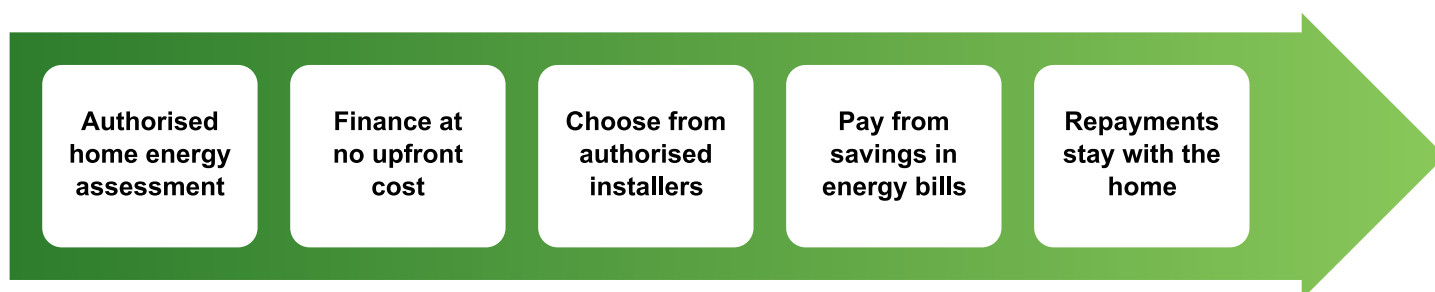 Authorised
home energy
assessment
Finance at
no upfront
cost
Choose from
authorised
installers
Pay from
savings in
energy bills
Repayments
stay with the
home